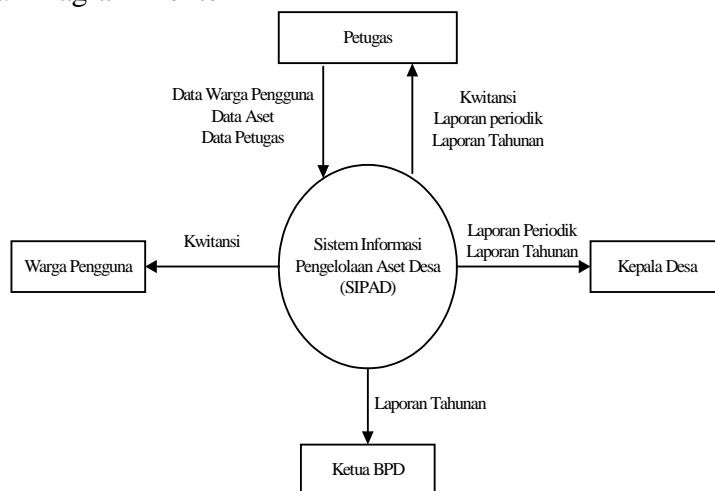 Petugas
Data Warga Pengguna
Data Aset
Data Petugas
Kwitansi
Laporan periodik
Laporan Tahunan
Kwitansi
Sistem Informasi
Pengelolaan Aset Desa
(SIPAD)
Laporan Periodik
Laporan Tahunan
Warga Pengguna
Kepala Desa
Laporan Tahunan
Ketua BPD